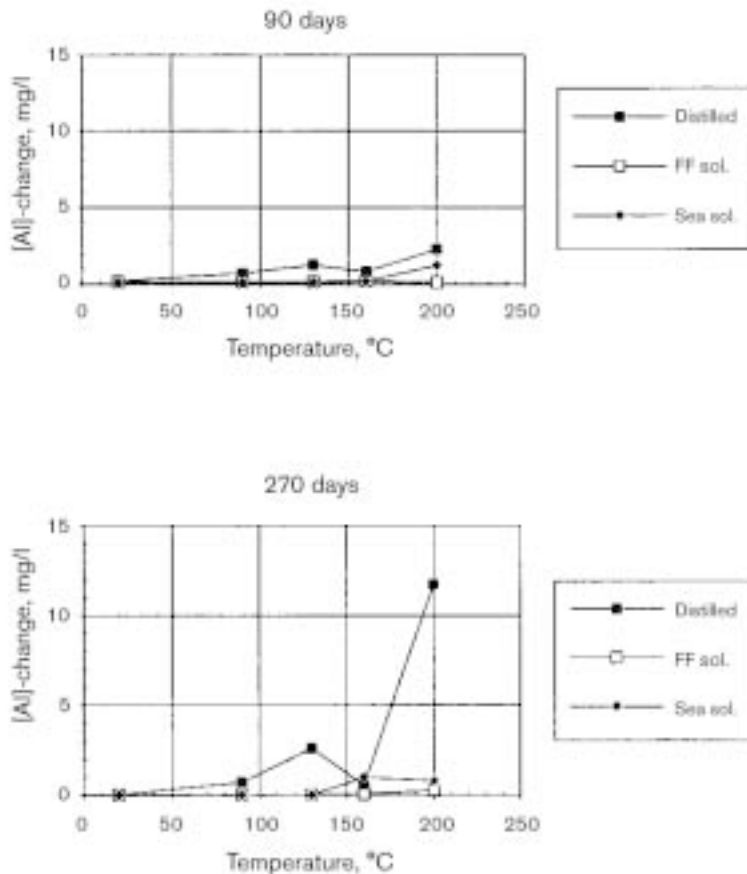 90 days
15
10
5
0
[Al]-change, mg/l
0 50 100 150 200 250
Temperature, °C
Distilled
FF sol.
Sea sol.
270 days
15
10
5
0
[Al]-change, mg/l
0 50 100 150 200 250
Temperature, °C
Distilled
FF sol.
Sea sol.